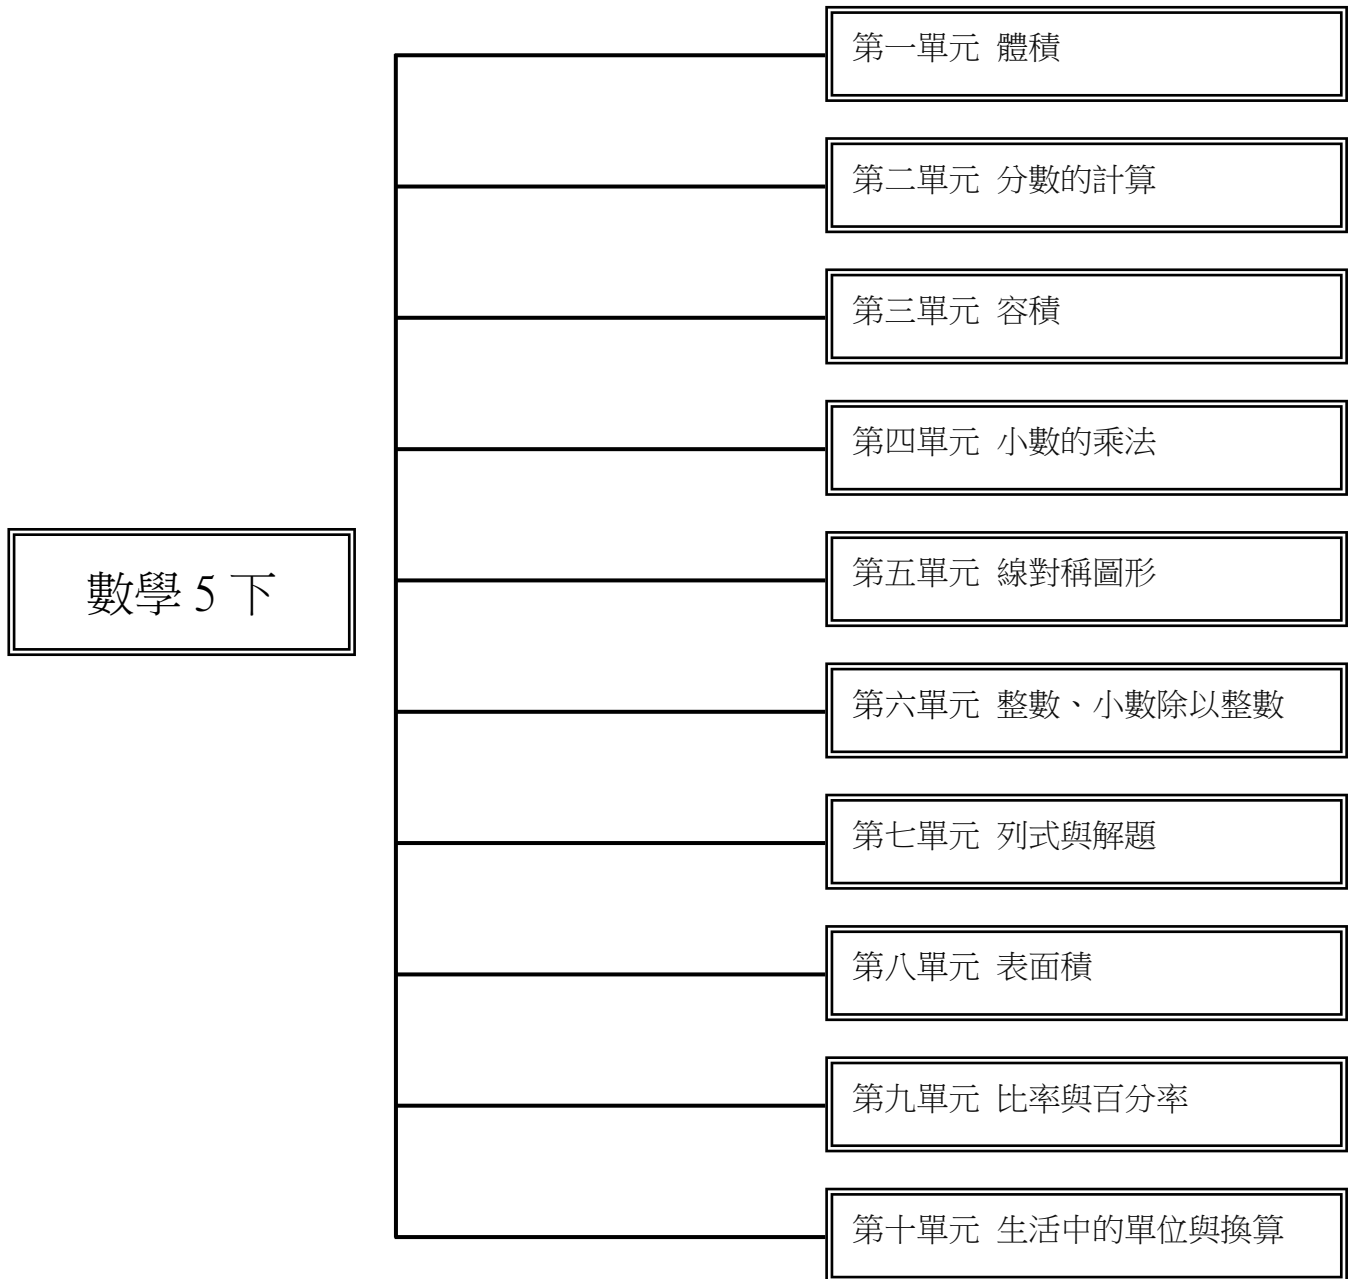 第一單元 體積
第二單元 分數的計算
第三單元 容積
第四單元 小數的乘法
數學 5 下
第五單元 線對稱圖形
第六單元 整數、小數除以整數
第七單元 列式與解題
第八單元 表面積
第九單元 比率與百分率
第十單元 生活中的單位與換算